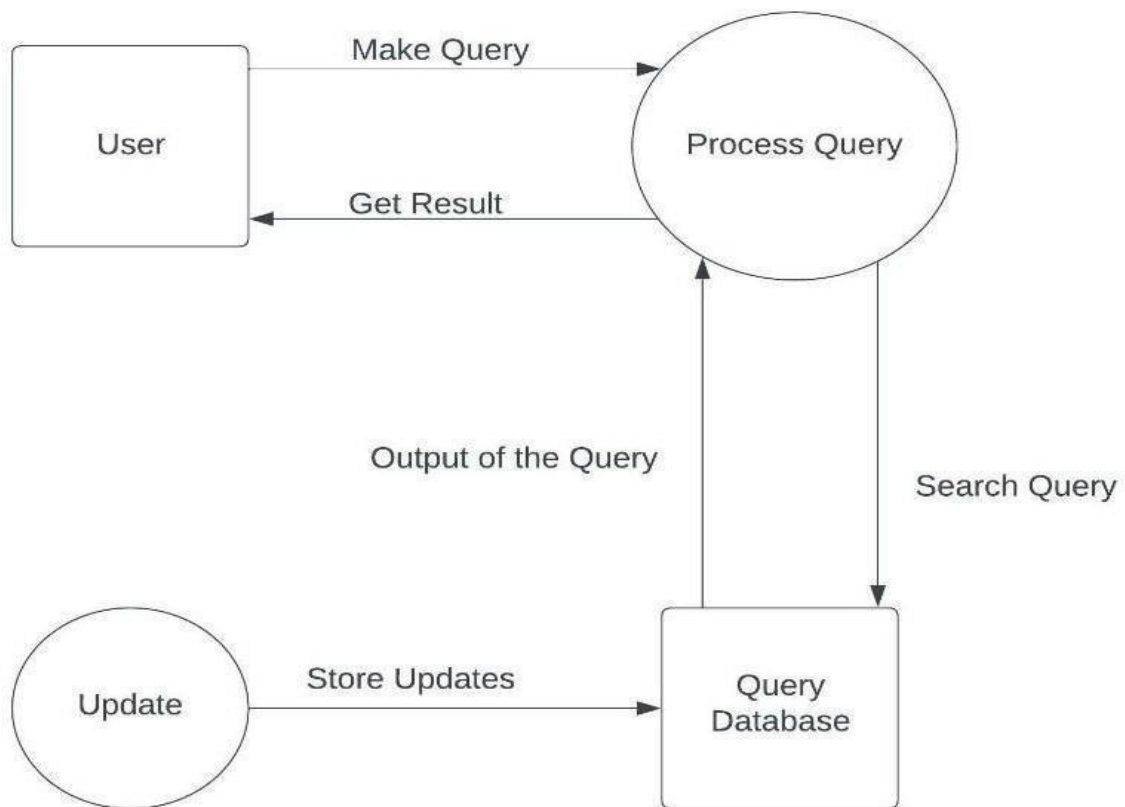 Make Query
User
Process Query
Get Result
Output of the Query
Search Query
Update
Store Updates
Query
Database